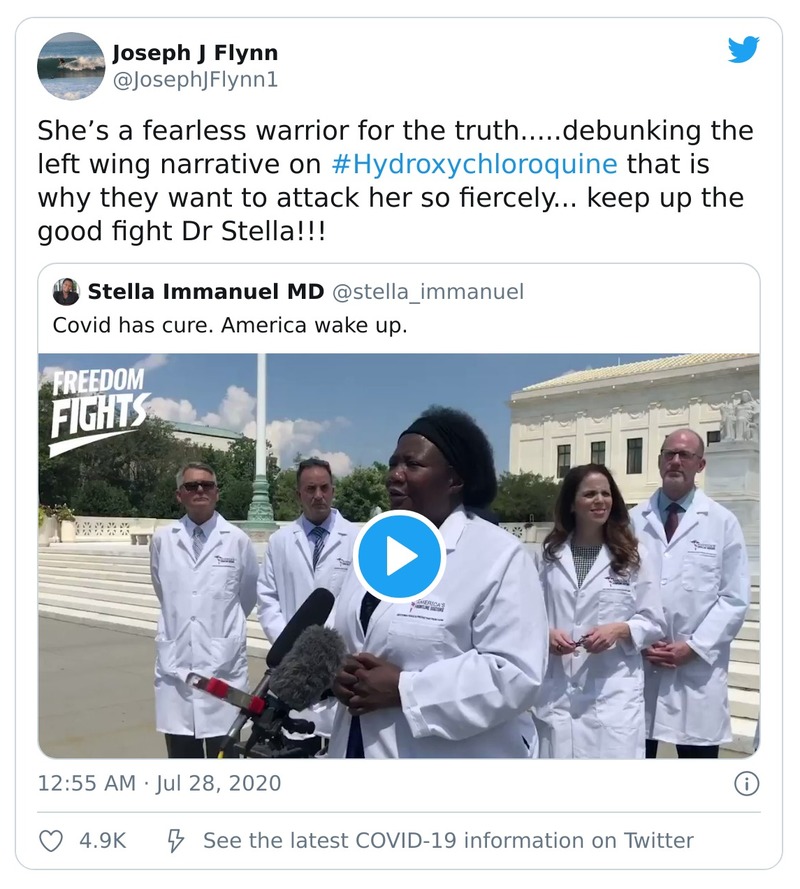 Joseph J Flynn
@JosephJFlynn1
She’s a fearless warrior for the truth.....debunking the
left wing narrative on #Hydroxychloroquine that is
why they want to attack her so fiercely... keep up the
good fight Dr Stella!!!
Stella Immanuel MD @stella_immanuel
Covid has cure. America wake up.
FREEDOM
FIGHTS
12:55 AM · Jul 28, 2020
4.9K
See the latest COVID-19 information on Twitter